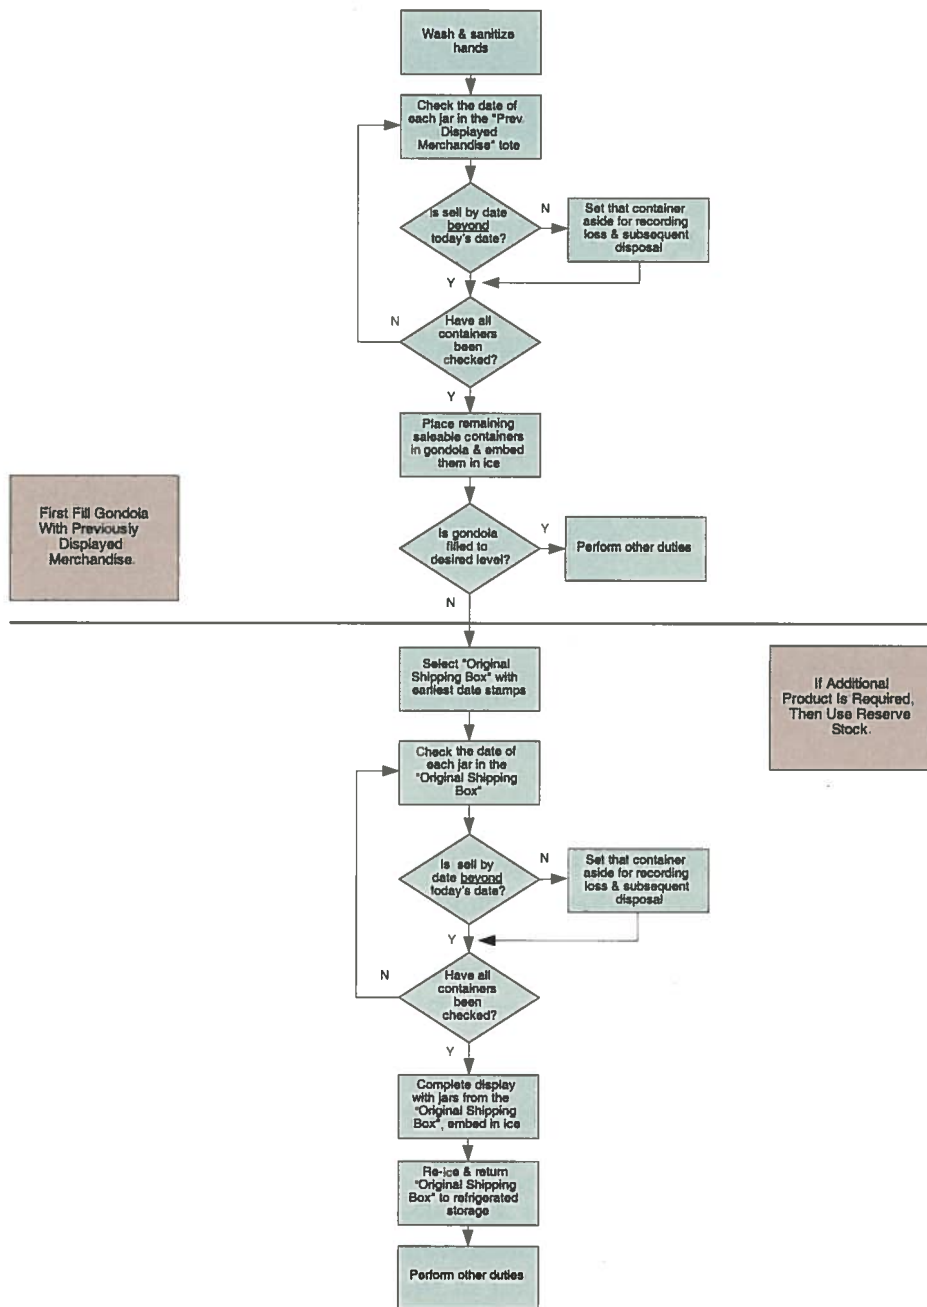 Wash & sanitize
hands
Check the date of
each jar in the "Prev.
Displayed
Merchandise" tote
Is sell by date
beyond
today's date?
N
Set that container
aside for recording
loss & subsequent
disposal
Y
Have all
containers
been
checked?
N
Y
Place remaining
saleable containers
in gondola & embed
them in ice
First Fill Gondola
With Previously
Displayed
Merchandise.
Is gondola
filled to
desired level?
Y
Perform other duties
N
Select "Original
Shipping Box" with
earliest date stamps
If Additional
Product Is Required,
Then Use Reserve
Stock.
Check the date of
each jar in the
"Original Shipping
Box"
Is sell by
date beyond
today's date?
N
Set that container
aside for recording
loss & subsequent
disposal
Y
Have all
containers
been
checked?
N
Y
Complete display
with jars from the
"Original Shipping
Box", embed in ice
Re-ice & return
"Original Shipping
Box" to refrigerated
storage
Perform other duties